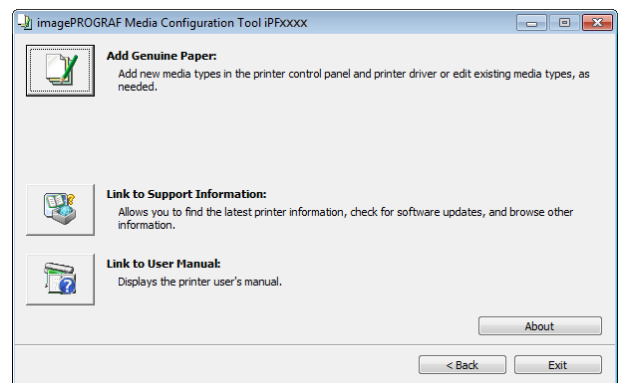 imagePROGRAF Media Configuration Tool iPFxxxx
Add Genuine Paper:
Add new media types in the printer control panel and printer driver or edit existing media types, as
needed.
Link to Support Information:
Allows you to find the latest printer information, check for software updates, and browse other
information.
Link to User Manual:
Displays the printer user's manual.
About
< Back Exit